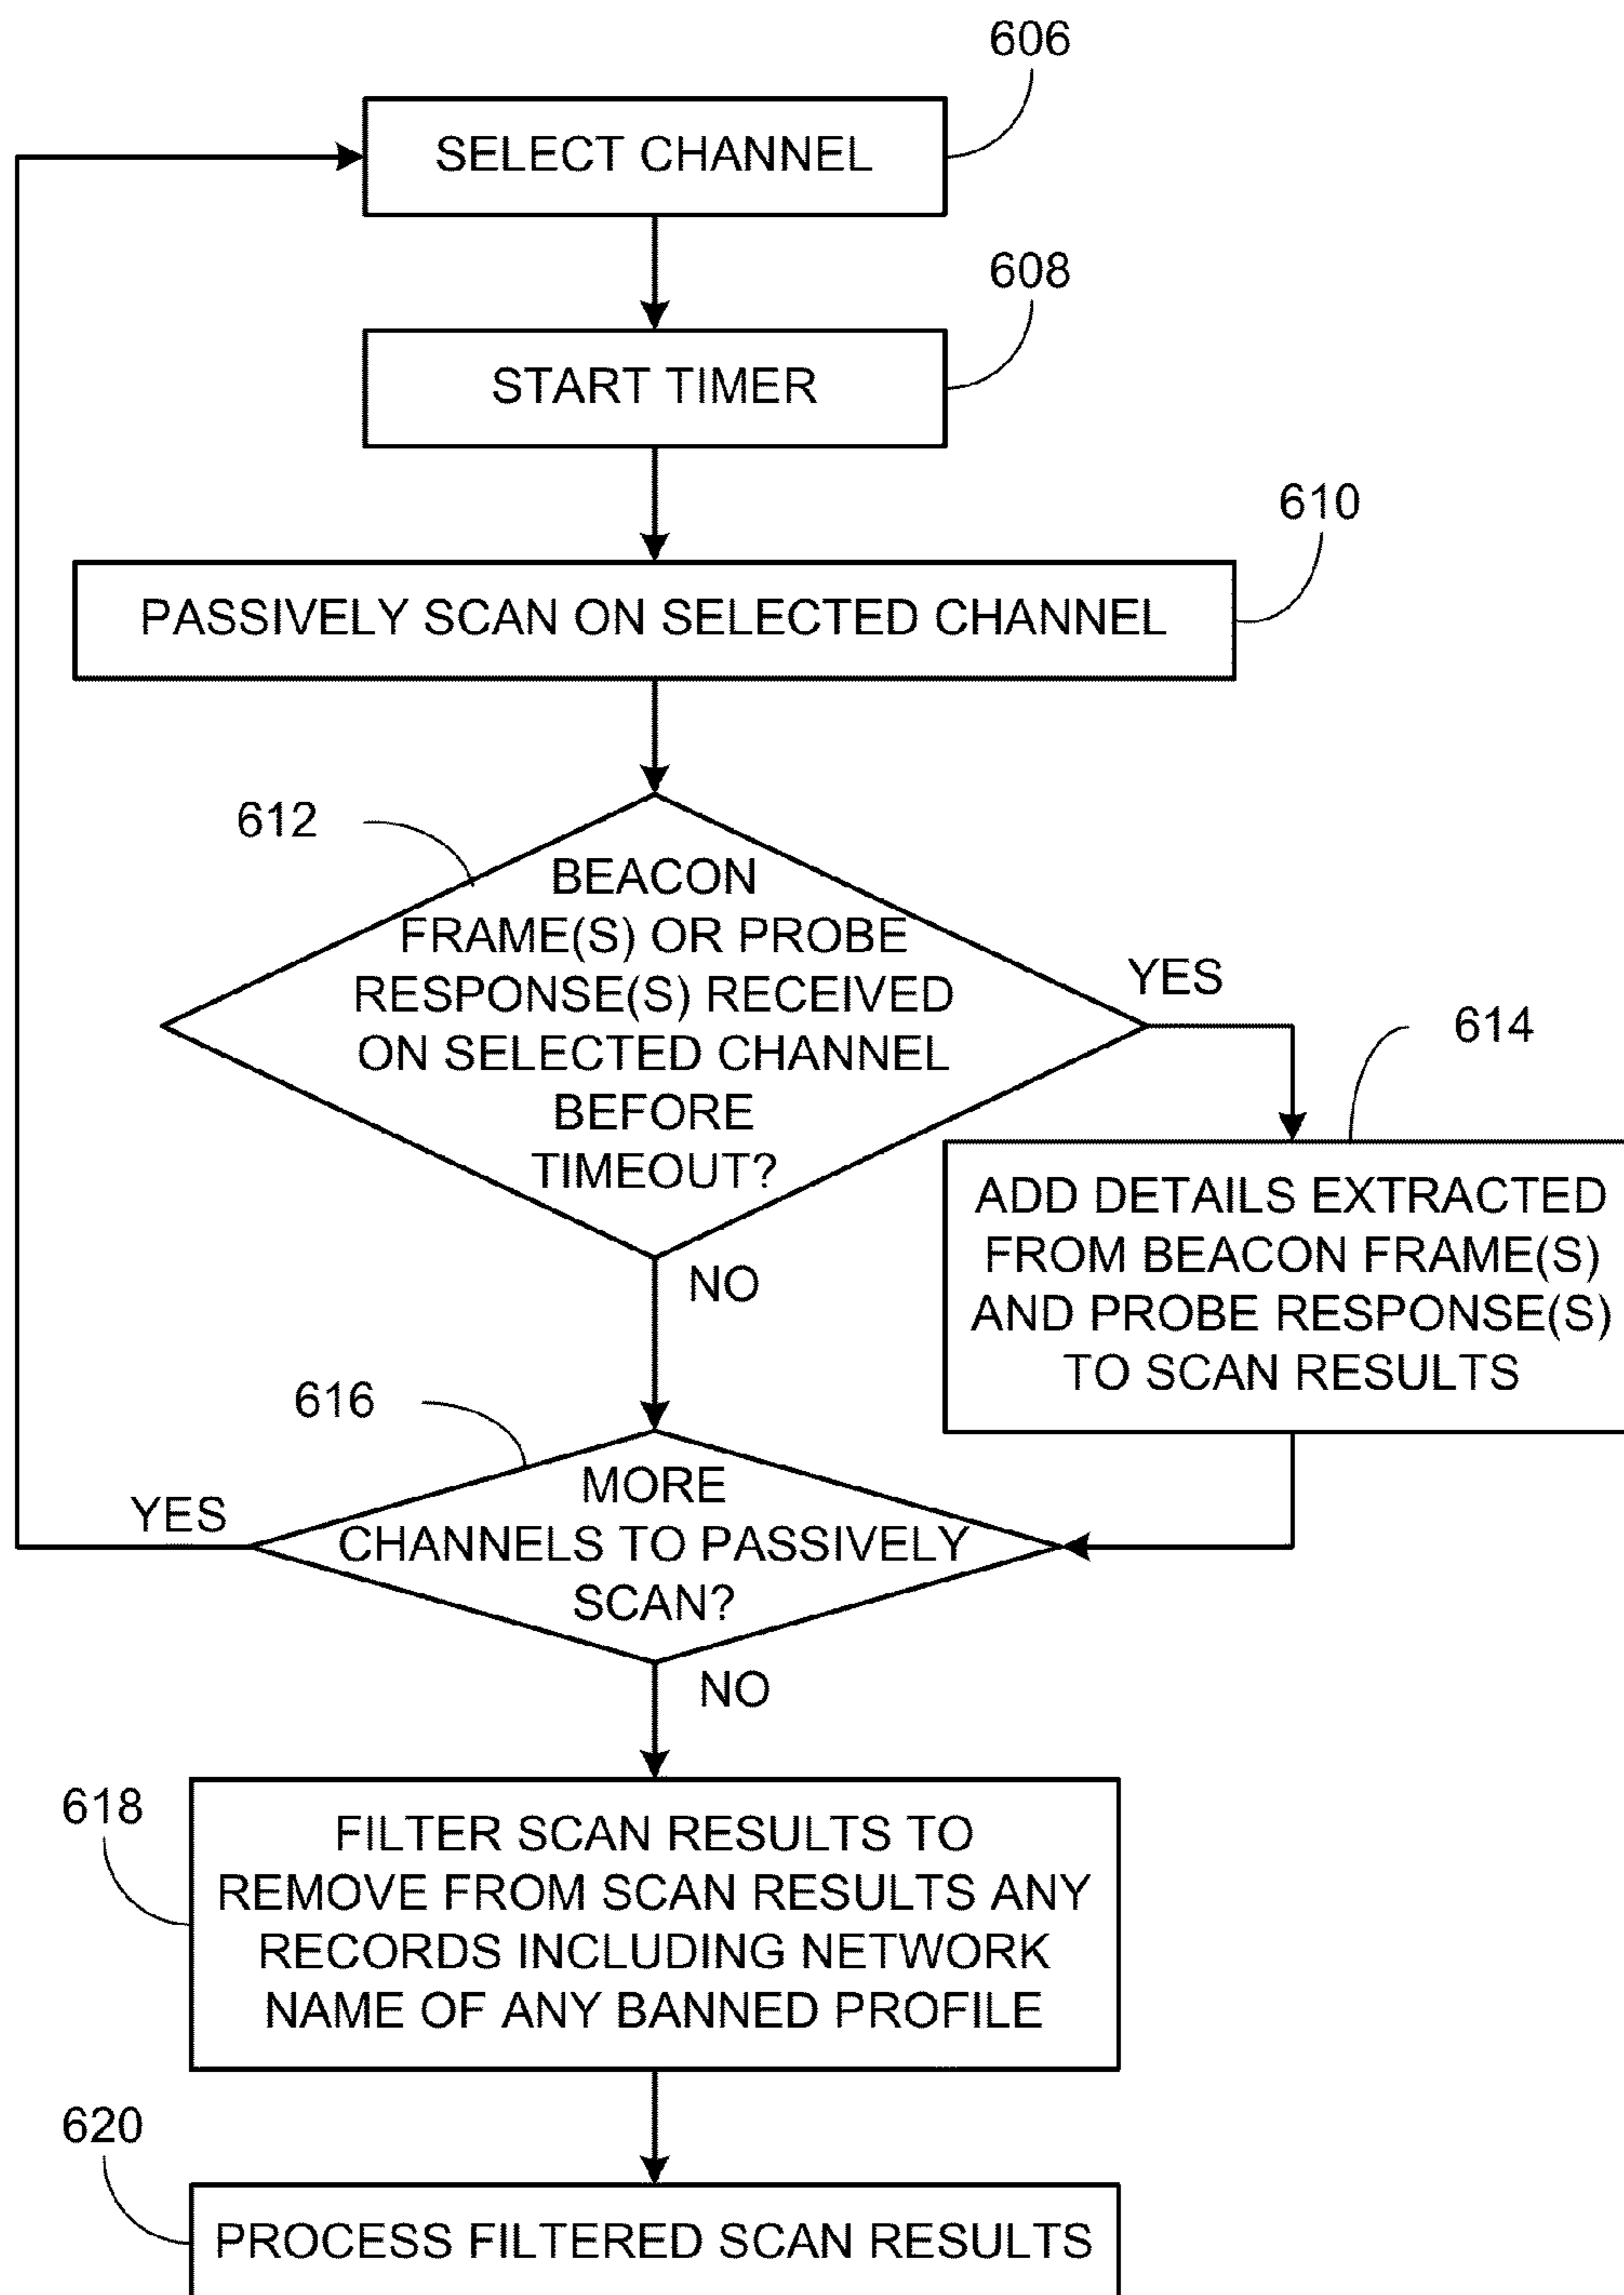 606
SELECT CHANNEL
608
START TIMER
610
PASSIVELY SCAN ON SELECTED CHANNEL
612
BEACON
FRAME(S) OR PROBE
RESPONSE(S) RECEIVED
ON SELECTED CHANNEL
BEFORE
TIMEOUT?
YES
614
ADD DETAILS EXTRACTED
FROM BEACON FRAME(S)
AND PROBE RESPONSE(S)
TO SCAN RESULTS
NO
616
MORE
CHANNELS TO PASSIVELY
SCAN?
YES
NO
618
FILTER SCAN RESULTS TO
REMOVE FROM SCAN RESULTS ANY
RECORDS INCLUDING NETWORK
NAME OF ANY BANNED PROFILE
620
PROCESS FILTERED SCAN RESULTS